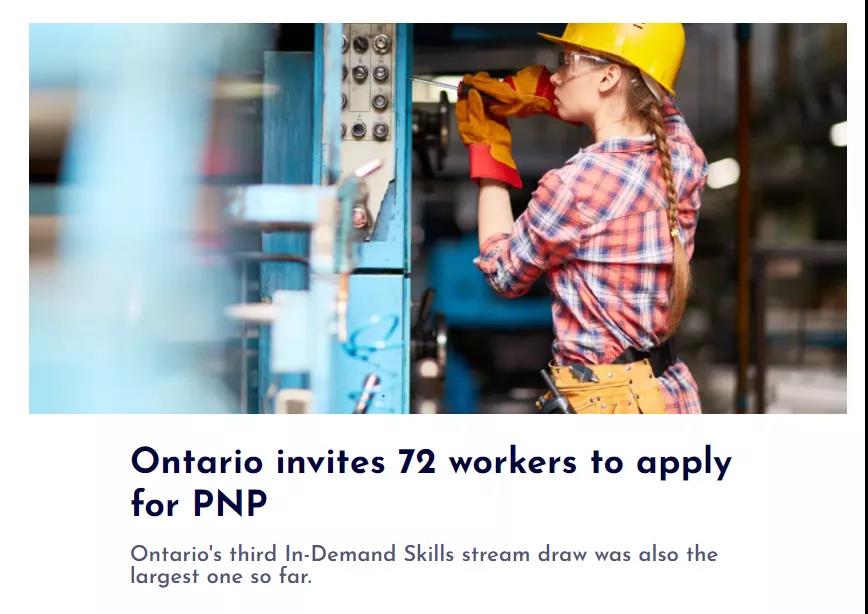 Ontario invites 72 workers to apply
for PNP
Ontario's third In-Demand Skills stream draw was also the
largest one so far.